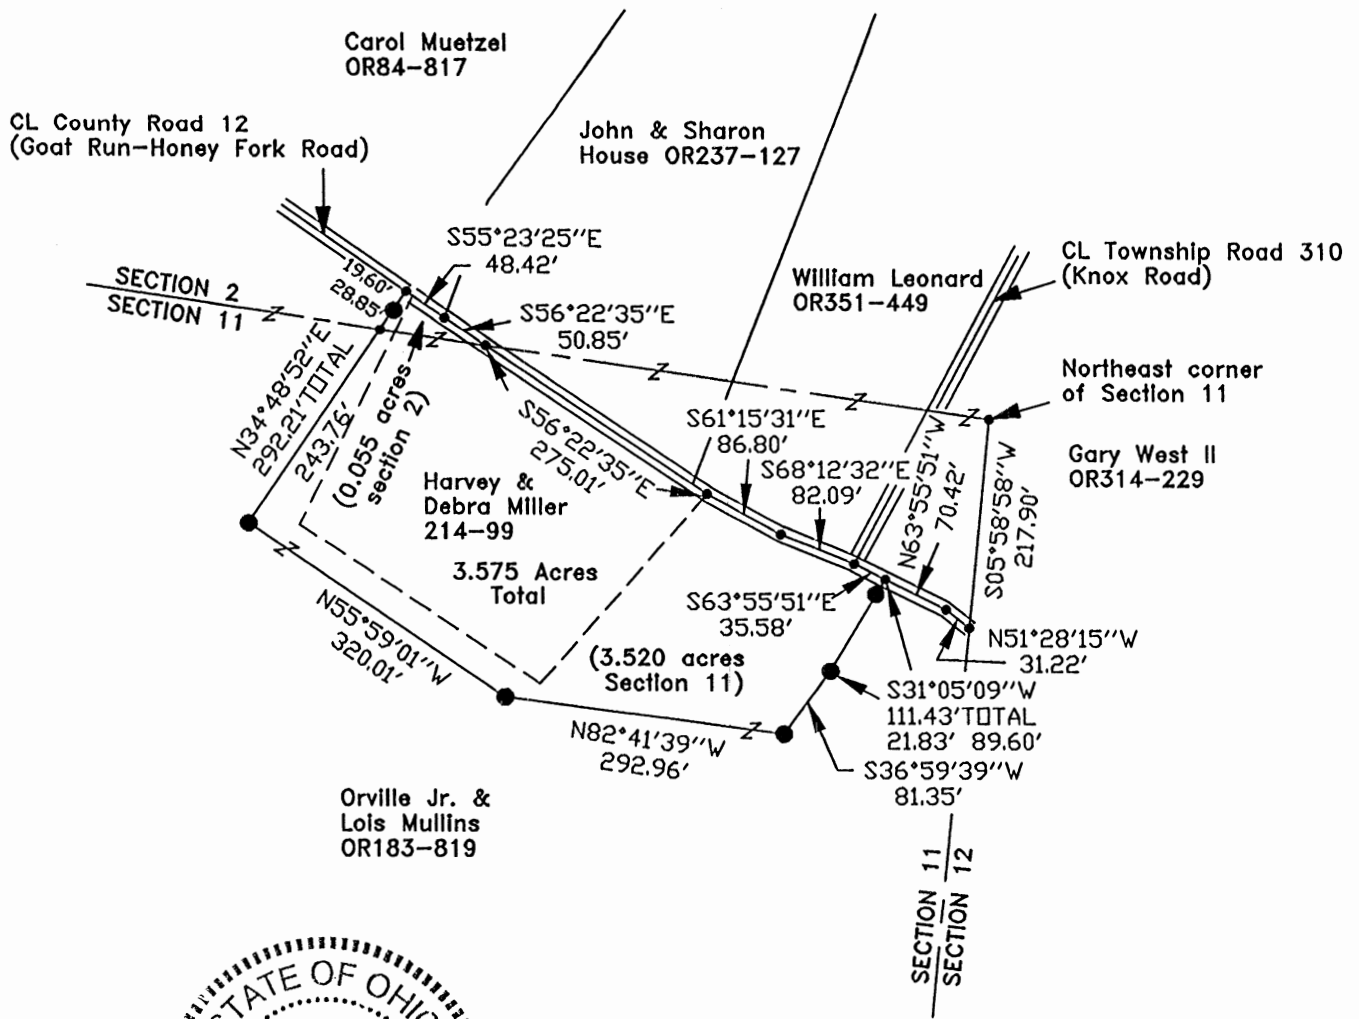 Carol Muetzel
OR84-817
CL County Road 12
(Goat Run-Honey Fork Road)
John & Sharon
House OR237-127
S55°23'25"E
48.42'
CL Township Road 310
(Knox Road)
William Leonard
OR351-449
SECTION 2
SECTION 11
19.60'
28.85'
S56°22'35"E
50.85'
N34°48'52"E
292.21'TOTAL
243.76'
(0.055 acres
section 2)
Northeast corner
of Section 11
S56°22'35"E
275.01'
S61°15'31"E
86.80'
S68°12'32"E
82.09'
N63°55'51"W
70.42'
S05°58'58"W
217.90'
Gary West II
OR314-229
Harvey &
Debra Miller
214-99
3.575 Acres
Total
S63°55'51"E
35.58'
N51°28'15"W
31.22'
N55°59'01"W
320.01'
(3.520 acres
Section 11)
S31°05'09"W
111.43'TOTAL
21.83' 89.60'
N82°41'39"W
292.96'
S36°59'39"W
81.35'
Orville Jr. &
Lois Mullins
OR183-819
SECTION 11
SECTION 12
STATE OF OHIO